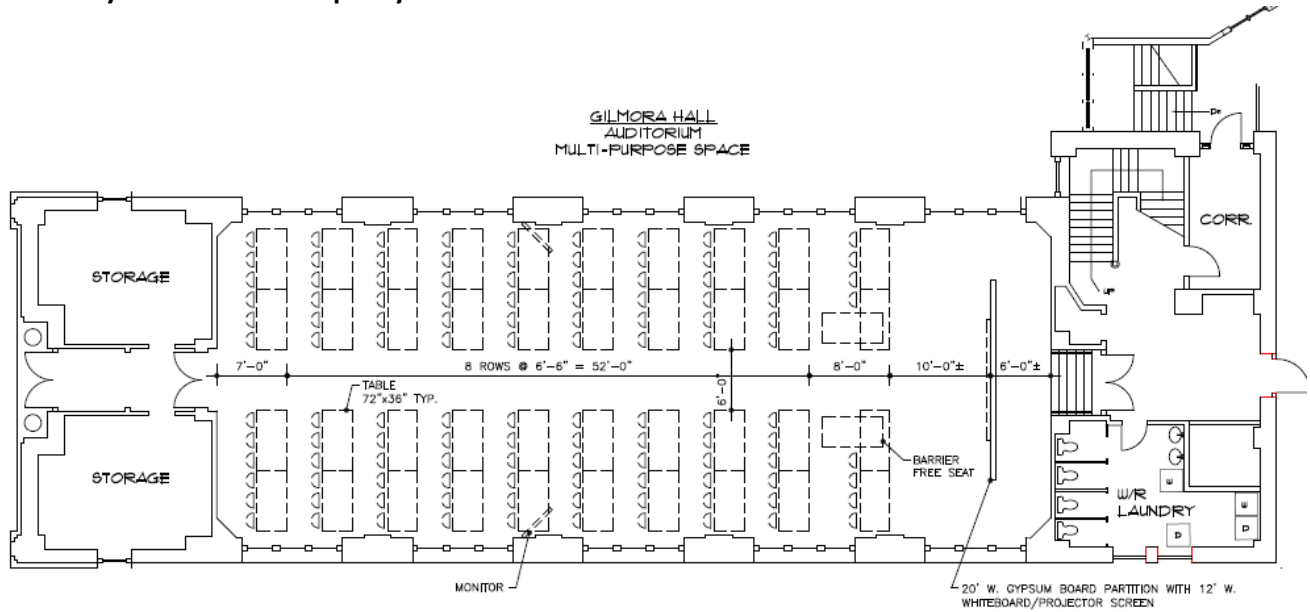 GILMORA HALL
AUDITORIUM
MULTI-PURPOSE SPACE
Dn
CORR.
STORAGE
UP
7'-0"
8 ROWS @ 6'-6" = 52'-0"
6'-0
8'-0"
10'-0"±
6'-0"±
TABLE
72"x36" TYP.
STORAGE
BARRIER
FREE SEAT
W/R
LAUNDRY
W
W
D
D
MONITOR
20' W. GYPSUM BOARD PARTITION WITH 12' W.
WHITEBOARD/PROJECTOR SCREEN